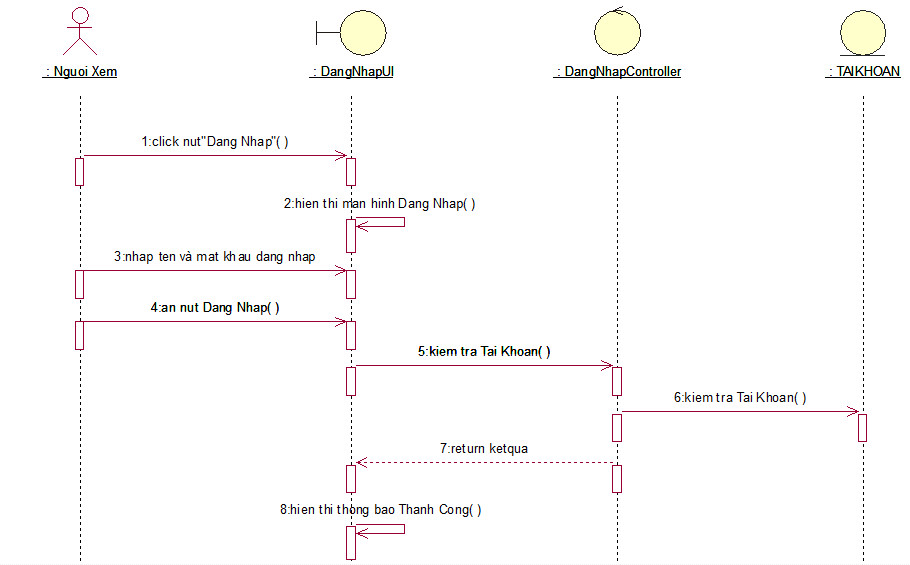 : Nguoi Xem
: DangNhapUI
: DangNhapController
: TAIKHOAN
1:click nut"Dang Nhap"( )
2:hien thi man hinh Dang Nhap( )
3:nhap ten và mat khau dang nhap
4:an nut Dang Nhap( )
5:kiem tra Tai Khoan( )
6:kiem tra Tai Khoan( )
7:return ketqua
8:hien thi thong bao Thanh Cong( )